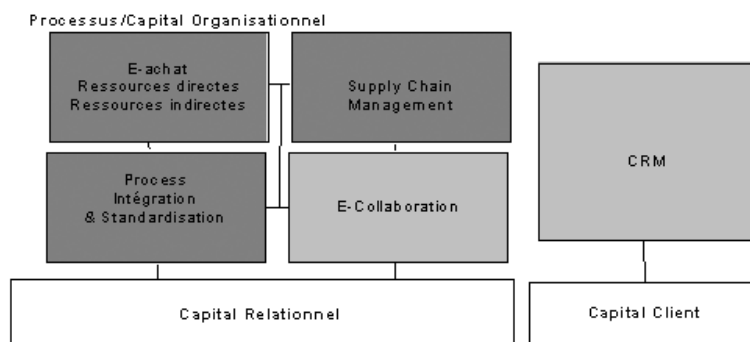 Processus/Capital Organisationnel
E-achat
Ressources directes
Ressources indirectes
Supply Chain
Management
CRM
Process
Intégration
& Standardisation
E-Collaboration
Capital Relationnel
Capital Client